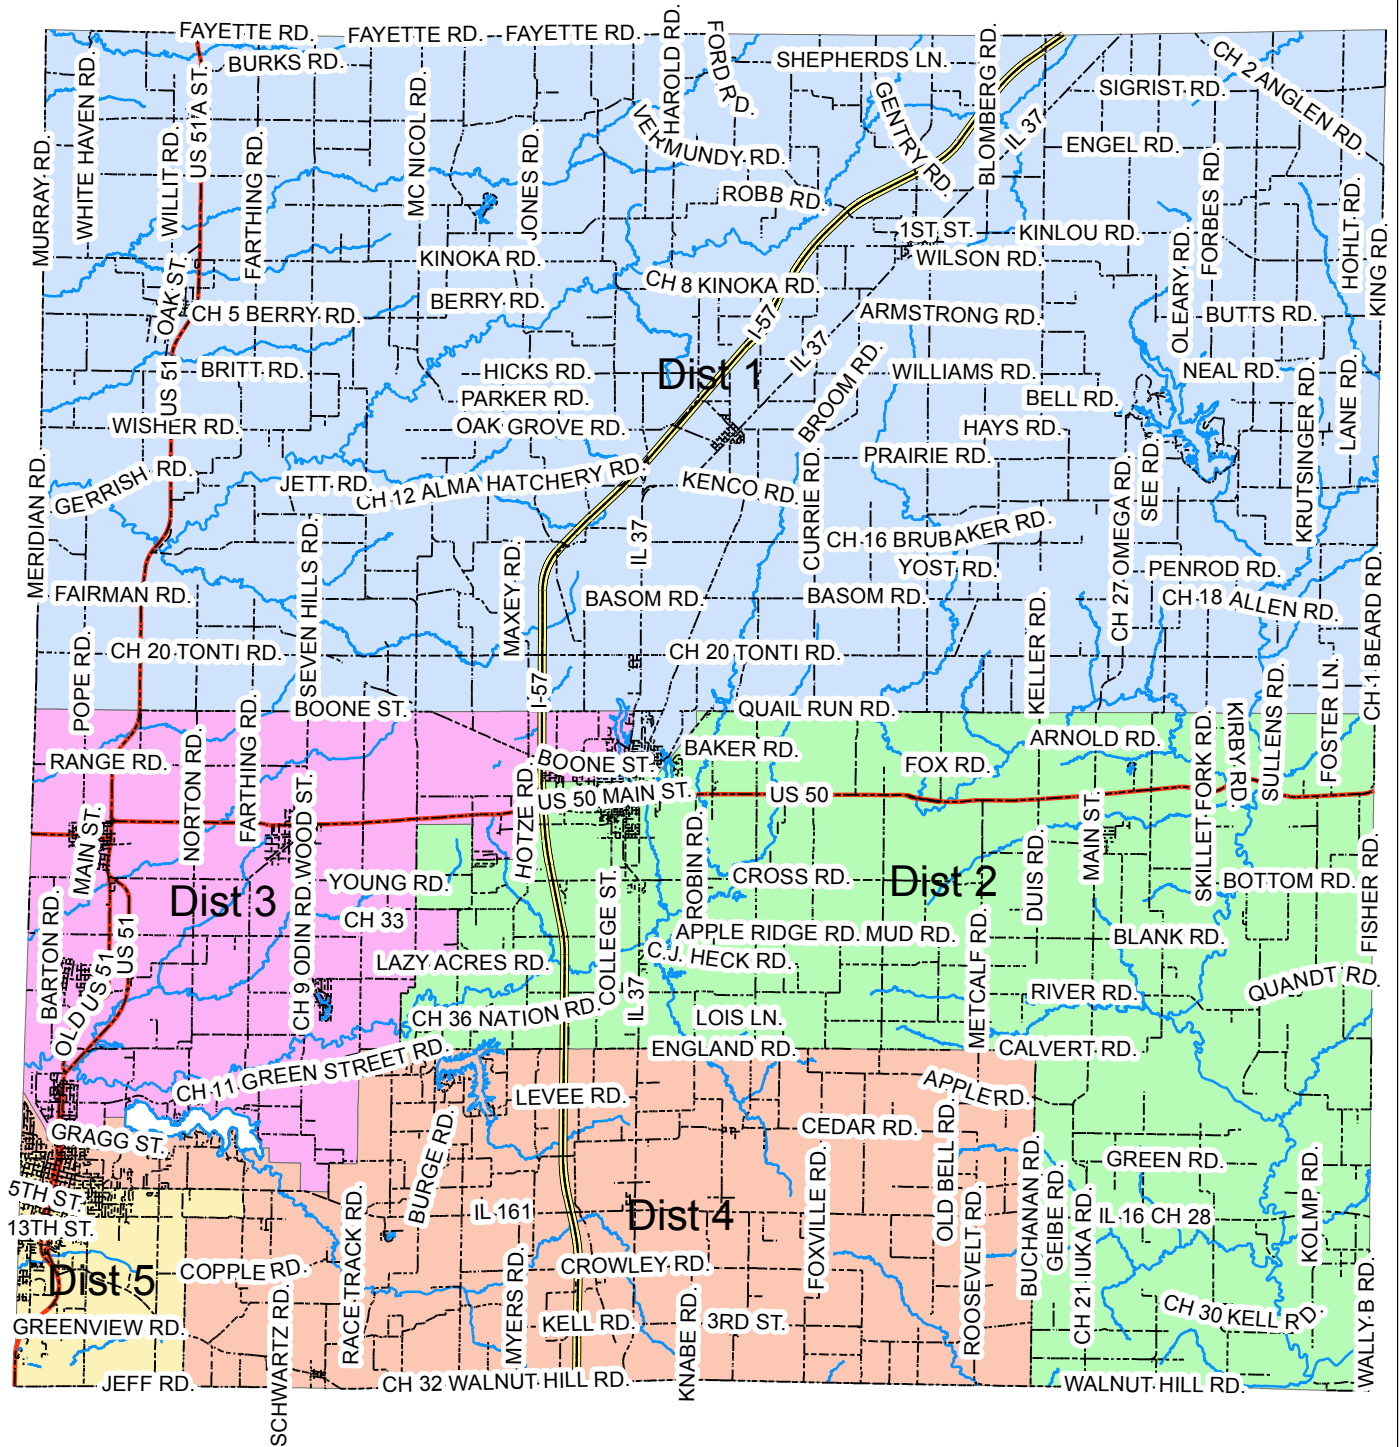 FAYETTE RD.
FAYETTE RD.
FAYETTE RD.
HAROLD RD.
FORD RD.
BURKS RD.
SHEPHERDS LN.
BLOMBERG RD.
CH 2 ANGLEN RD.
WHITE HAVEN RD.
US 51
A ST.
MC NICOL RD.
GENTRY RD.
SIGRIST RD.
IL 37
MURRAY RD.
WILLIT RD.
FARTHING RD.
JONES RD.
VERMUNDY RD.
ENGEL RD.
FORBES RD.
ROBB RD.
HOHLT RD.
1ST ST.
KINLOU RD.
OLEARY RD.
KING RD.
KINOKA RD.
WILSON RD.
OAK ST.
CH 8 KINOKA RD.
BERRY RD.
CH 5 BERRY RD.
I-57
ARMSTRONG RD.
BUTTS RD.
IL 37
US 51
BRITT RD.
HICKS RD.
Dist 1
BROOM RD.
WILLIAMS RD.
NEAL RD.
LANE RD.
PARKER RD.
BELL RD.
KRUTSINGER RD.
WISHER RD.
OAK GROVE RD.
HAYS RD.
PRAIRIE RD.
MERIDIAN RD.
GERRISH RD.
JETT RD.
CH 12 ALMA HATCHERY RD.
KENCO RD.
CURRIE RD.
CH 27 OMEGA RD.
SEE RD.
SEVEN HILLS RD.
MAXEY RD.
IL 37
CH 16 BRUBAKER RD.
YOST RD.
PENROD RD.
FAIRMAN RD.
BASOM RD.
BASOM RD.
CH 18 ALLEN RD.
CH 1 BEARD RD.
POPE RD.
CH 20 TONTI RD.
CH 20 TONTI RD.
KELLER RD.
I-57
BOONE ST.
QUAIL RUN RD.
SKILLET FORK RD.
KIRBY RD.
SULLENS RD.
FOSTER LN.
RANGE RD.
NORTON RD.
FARTHING RD.
BOONE ST.
BAKER RD.
FOX RD.
ARNOLD RD.
WOOD ST.
HOTZE RD.
US 50 MAIN ST.
US 50
MAIN ST.
MAIN ST.
Dist 3
YOUNG RD.
COLLEGE ST.
ROBIN RD.
CROSS RD.
Dist 2
DUIS RD.
BOTTOM RD.
FISHER RD.
BARTON RD.
CH 33
APPLE RIDGE RD.
MUD RD.
METCALF RD.
BLANK RD.
OLD US 51
US 51
CH 9 ODIN RD.
LAZY ACRES RD.
C.J. HECK RD.
QUANDT RD.
CH 36 NATION RD.
IL 37
LOIS LN.
RIVER RD.
CH 11 GREEN STREET RD.
ENGLAND RD.
CALVERT RD.
LEVEE RD.
APPLE RD.
GRAGG ST.
BURGE RD.
CEDAR RD.
OLD BELL RD.
BUCHANAN RD.
GREEN RD.
5TH ST.
13TH ST.
RACE TRACK RD.
IL 161
Dist 4
FOXVILLE RD.
ROOSEVELT RD.
GEIBE RD.
CH 21 IUKA RD.
IL 16
CH 28
KOLMP RD.
Dist 5
COPPLE RD.
MYERS RD.
CROWLEY RD.
WALLY-B RD.
GREENVIEW RD.
SCHWARTZ RD.
KELL RD.
KNABE RD.
3RD ST.
CH 30 KELL RD.
JEFF RD.
CH 32 WALNUT HILL RD.
WALNUT HILL RD.